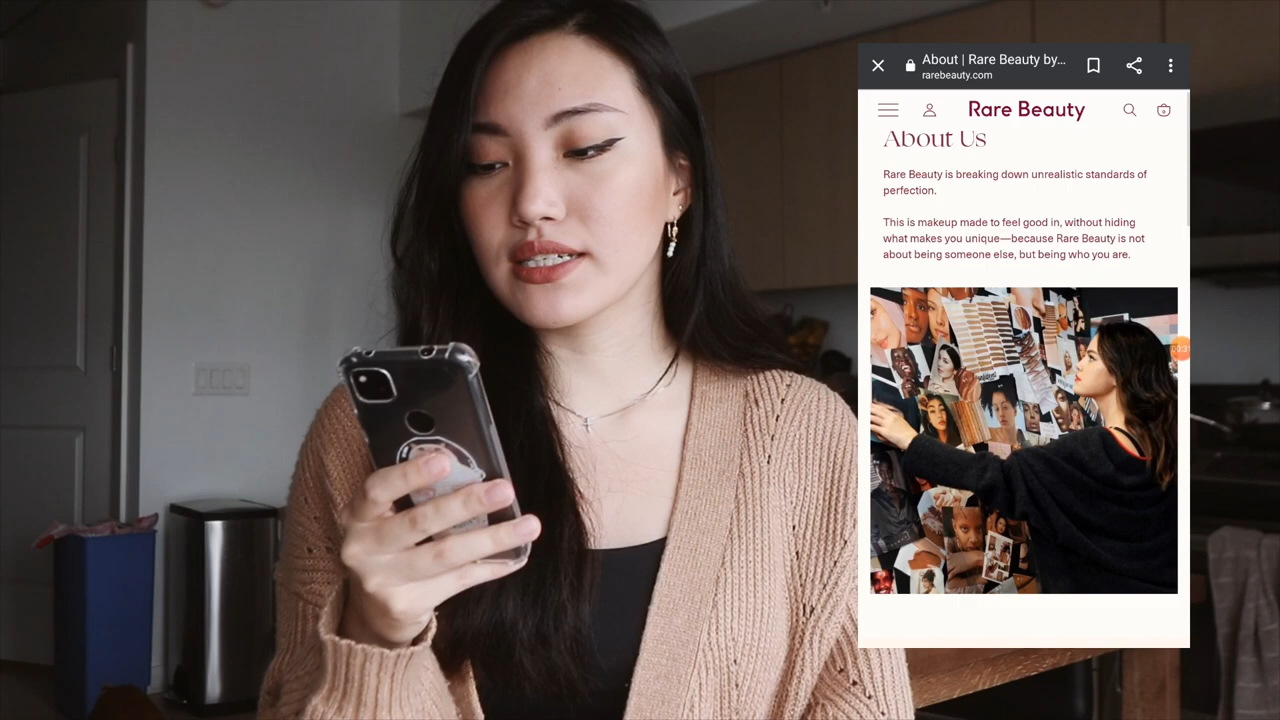 About | Rare Beauty by...
rarebeauty.com
Rare Beauty
0
About Us
Rare Beauty is breaking down unrealistic standards of
perfection.
This is makeup made to feel good in, without hiding
what makes you unique—because Rare Beauty is not
about being someone else, but being who you are.